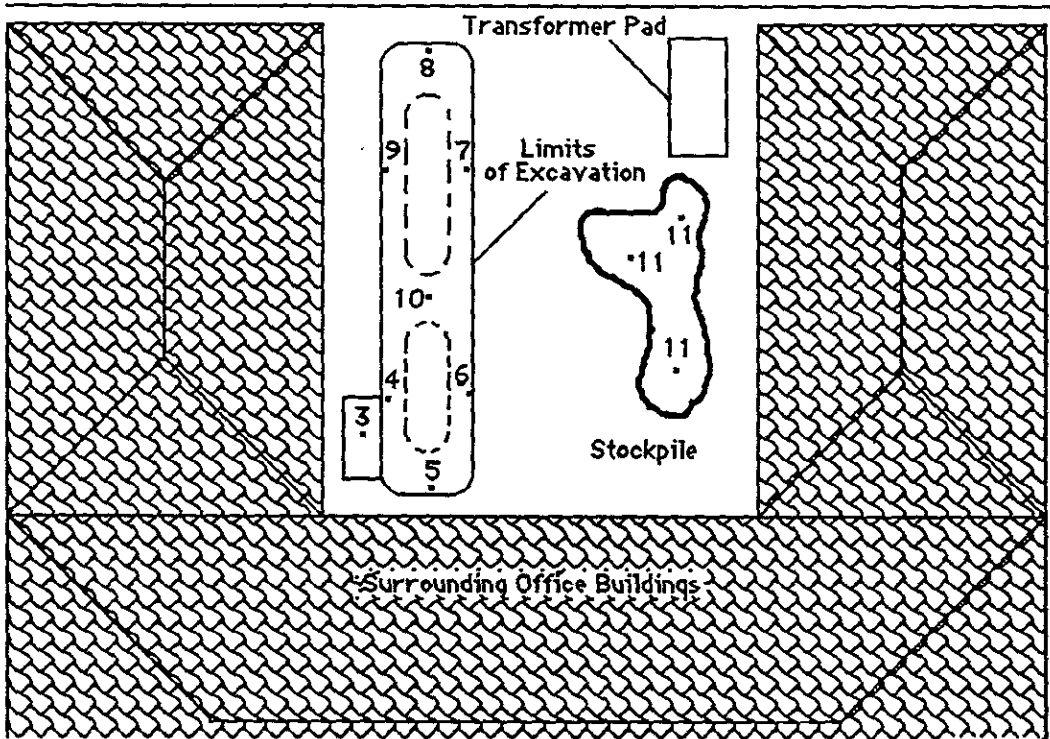 Transformer
Pad
8
9
7
Limits
of Excavation
11
11
10
11
4
6
3
Stockpile
5
Surrounding Office Buildings